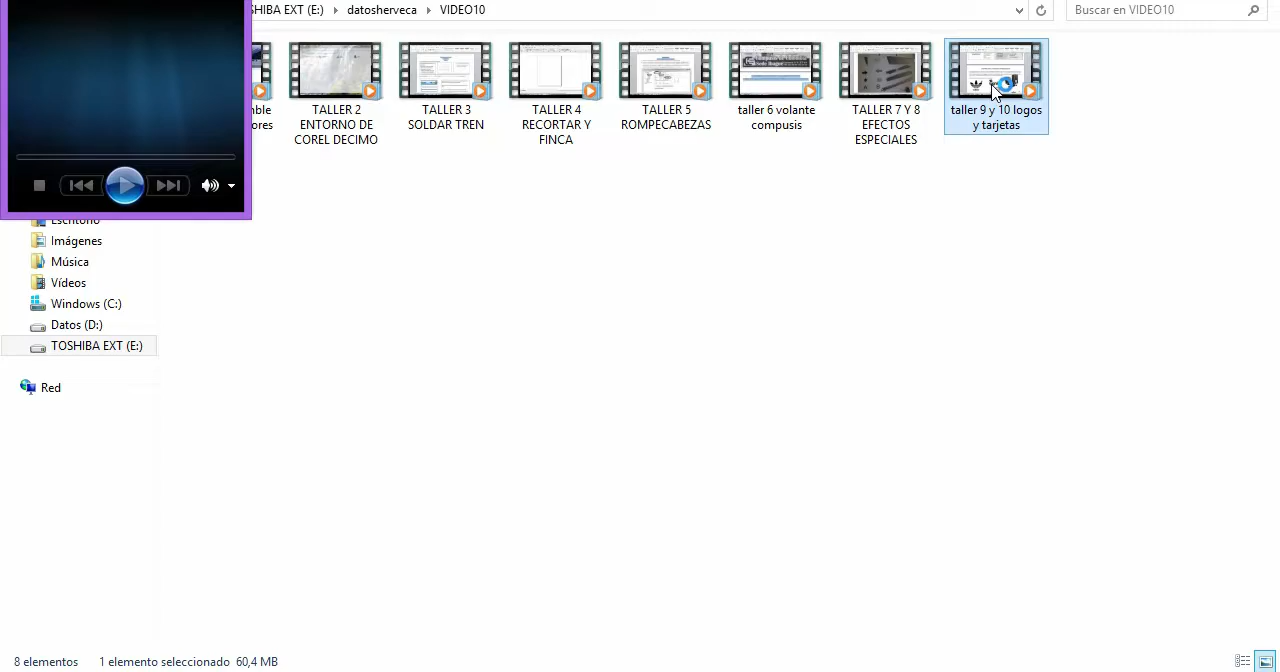 SHIBA EXT (E:) datosherveca VIDEO10
Buscar en VIDEO10
mble
ores
TALLER 2
ENTORNO DE
COREL DECIMO
TALLER 3
SOLDAR TREN
TALLER 4
RECORTAR Y
FINCA
TALLER 5
ROMPECABEZAS
taller 6 volante
compusis
TALLER 7 Y 8
EFECTOS
ESPECIALES
taller 9 y 10 logos
y tarjetas
Escritorio
Imágenes
Música
Vídeos
Windows (C:)
Datos (D:)
TOSHIBA EXT (E:)
Red
8 elementos 1 elemento seleccionado 60,4 MB